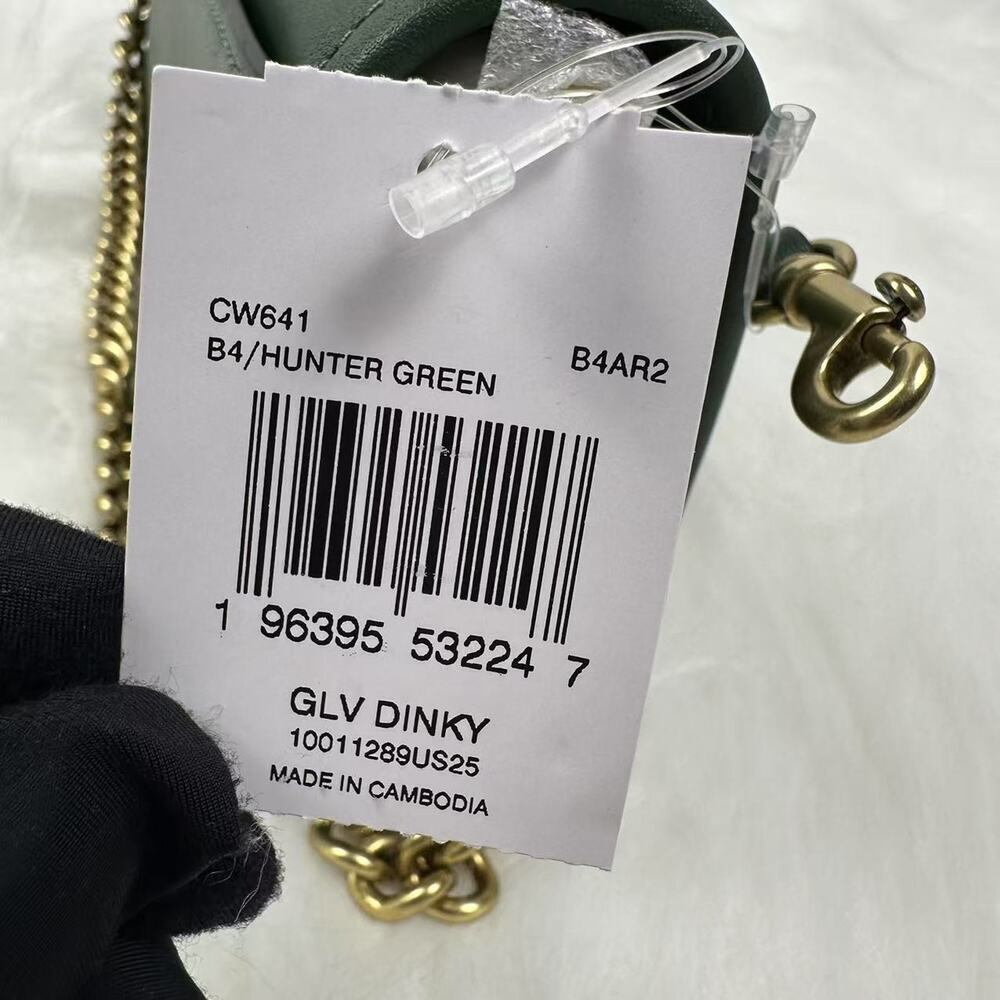 CW641
B4/HUNTER GREEN B4AR2
1 96395 53224 7
GLV DINKY
10011289US25
MADE IN CAMBODIA